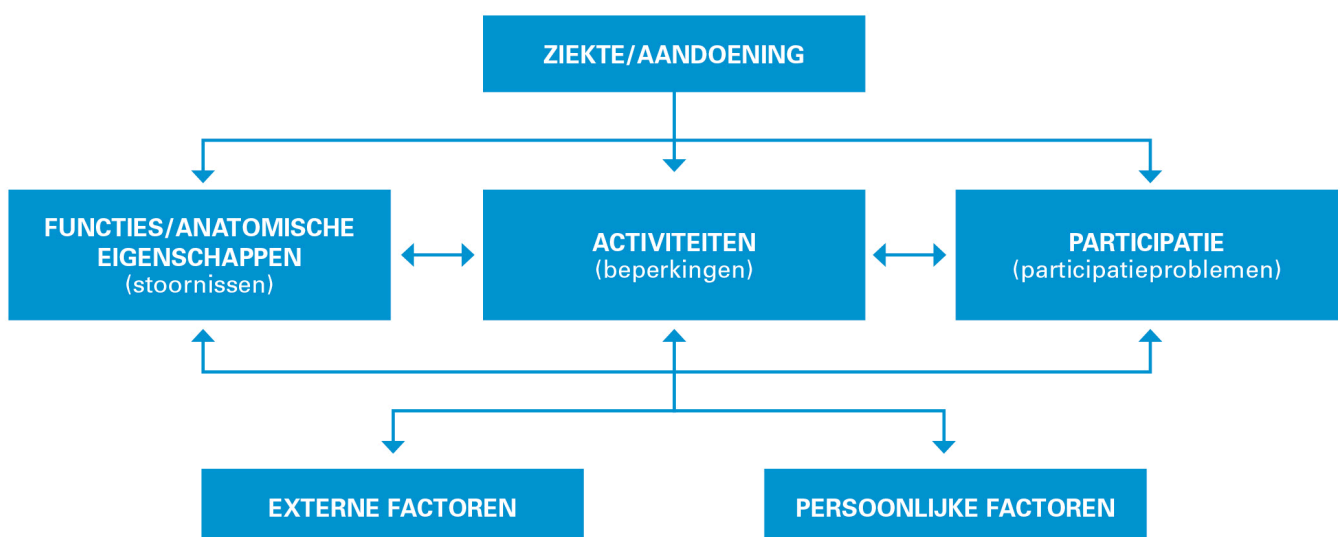 ZIEKTE/AANDOENING
FUNCTIES/ANATOMISCHE
EIGENSCHAPPEN
(stoornissen)
ACTIVITEITEN
(beperkingen)
PARTICIPATIE
(participatieproblemen)
EXTERNE FACTOREN
PERSOONLIJKE FACTOREN